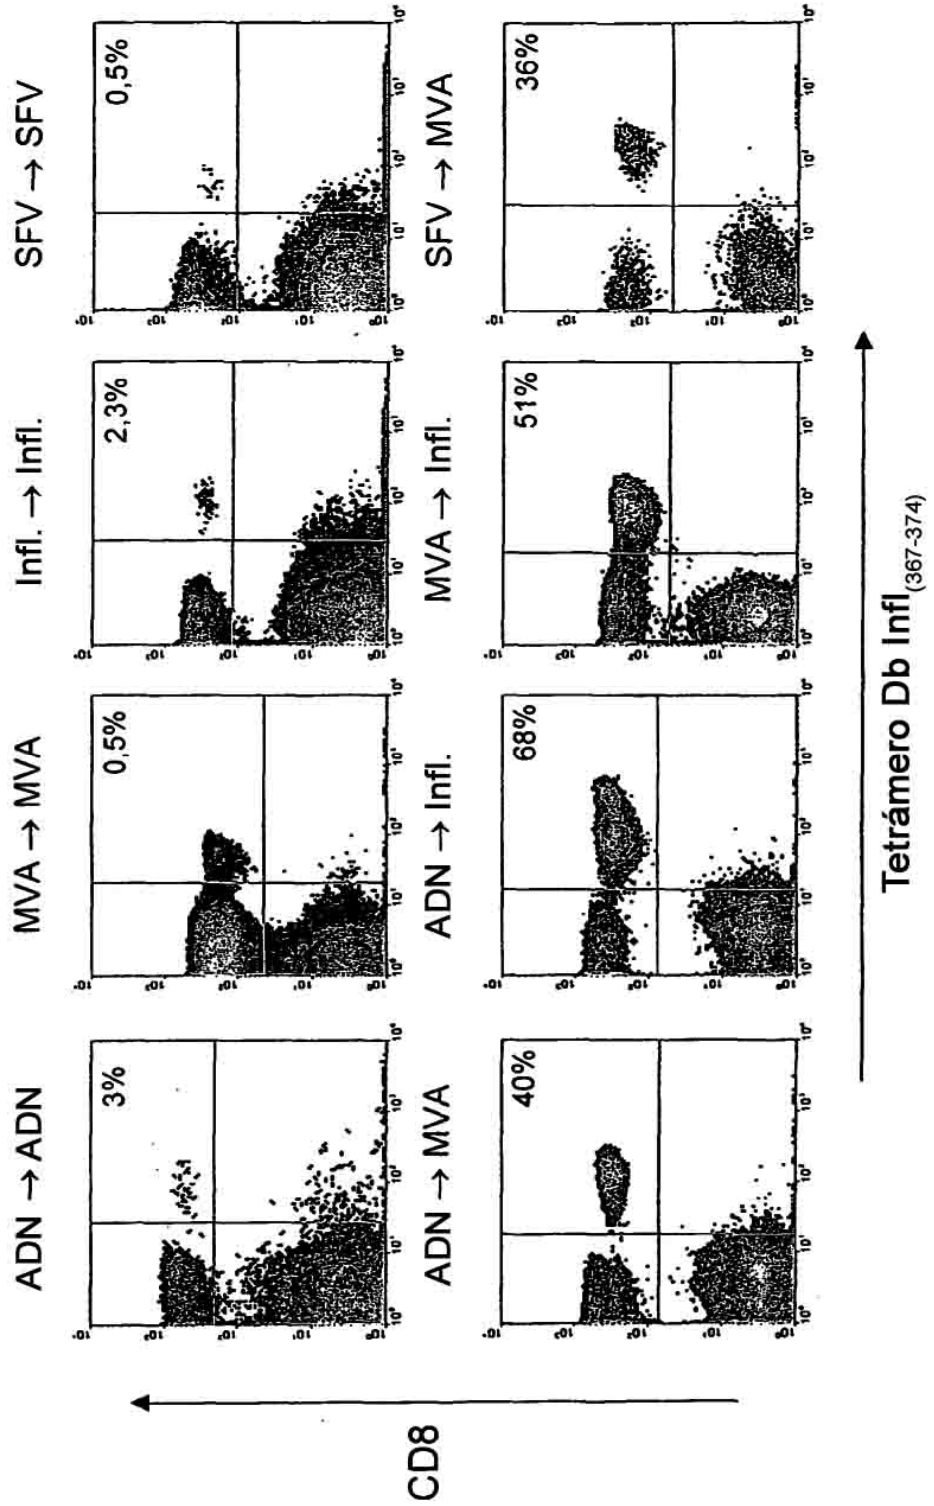 ADN → ADN MVA → MVA Infl. → Infl. SFV → SFV
3% 0,5% 2,3% 0,5%
ADN → MVA ADN → Infl. MVA → Infl. SFV → MVA
40% 68% 51% 36%
CD8
Tetrámero Db Infl(367-374)